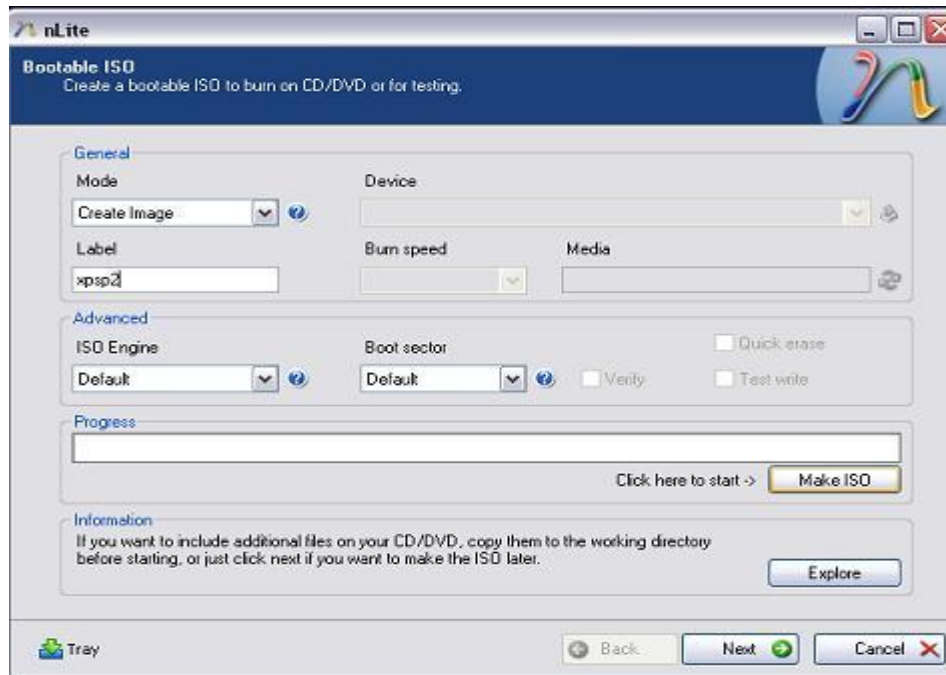 nLite
Bootable ISO
Create a bootable ISO to burn on CD/DVD or for testing.
General
Mode
Device
Create Image
Label
Burn speed
Media
xpsp2
Advanced
ISO Engine
Boot sector
Quick erase
Default
Default
Verify
Test write
Progress
Click here to start -> Make ISO
Information
If you want to include additional files on your CD/DVD, copy them to the working directory
before starting, or just click next if you want to make the ISO later.
Explore
Tray
Back
Next
Cancel